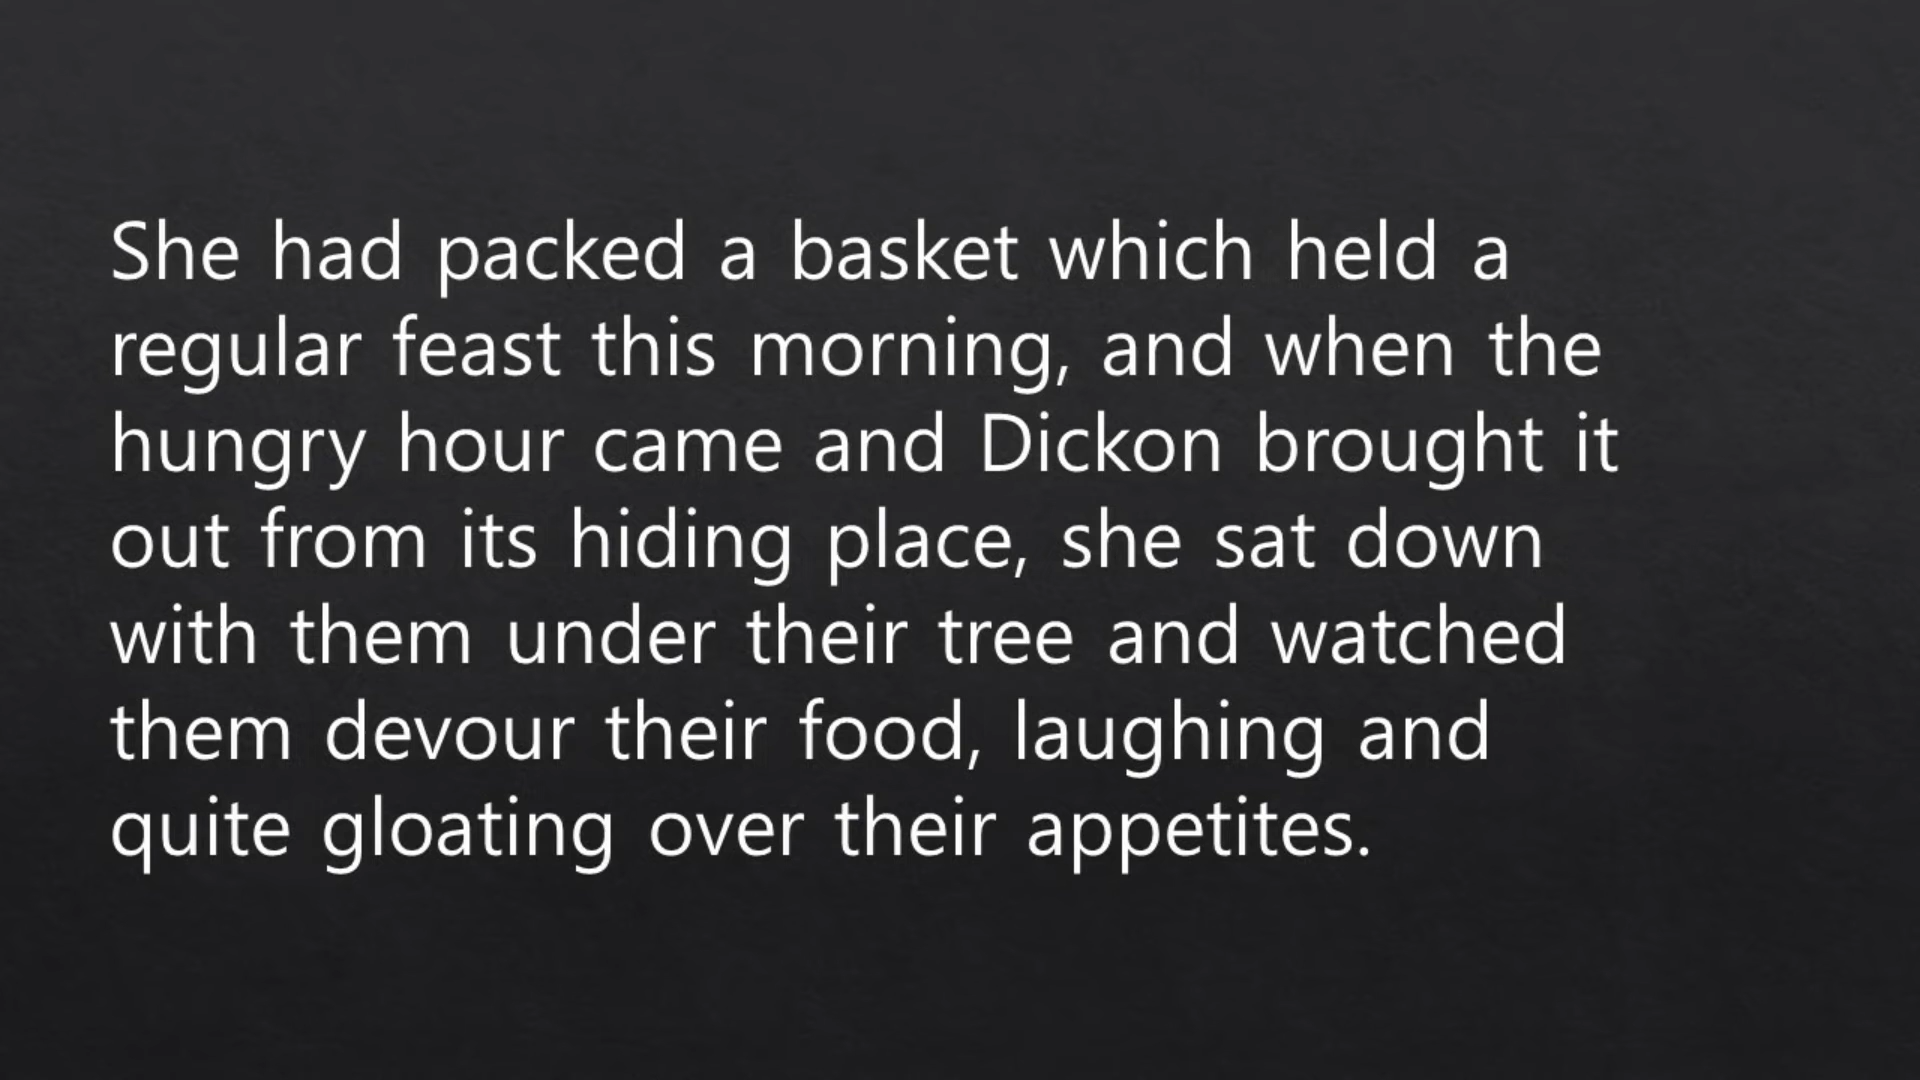 She had packed a basket which held a
regular feast this morning, and when the
hungry hour came and Dickon brought it
out from its hiding place, she sat down
with them under their tree and watched
them devour their food, laughing and
quite gloating over their appetites.